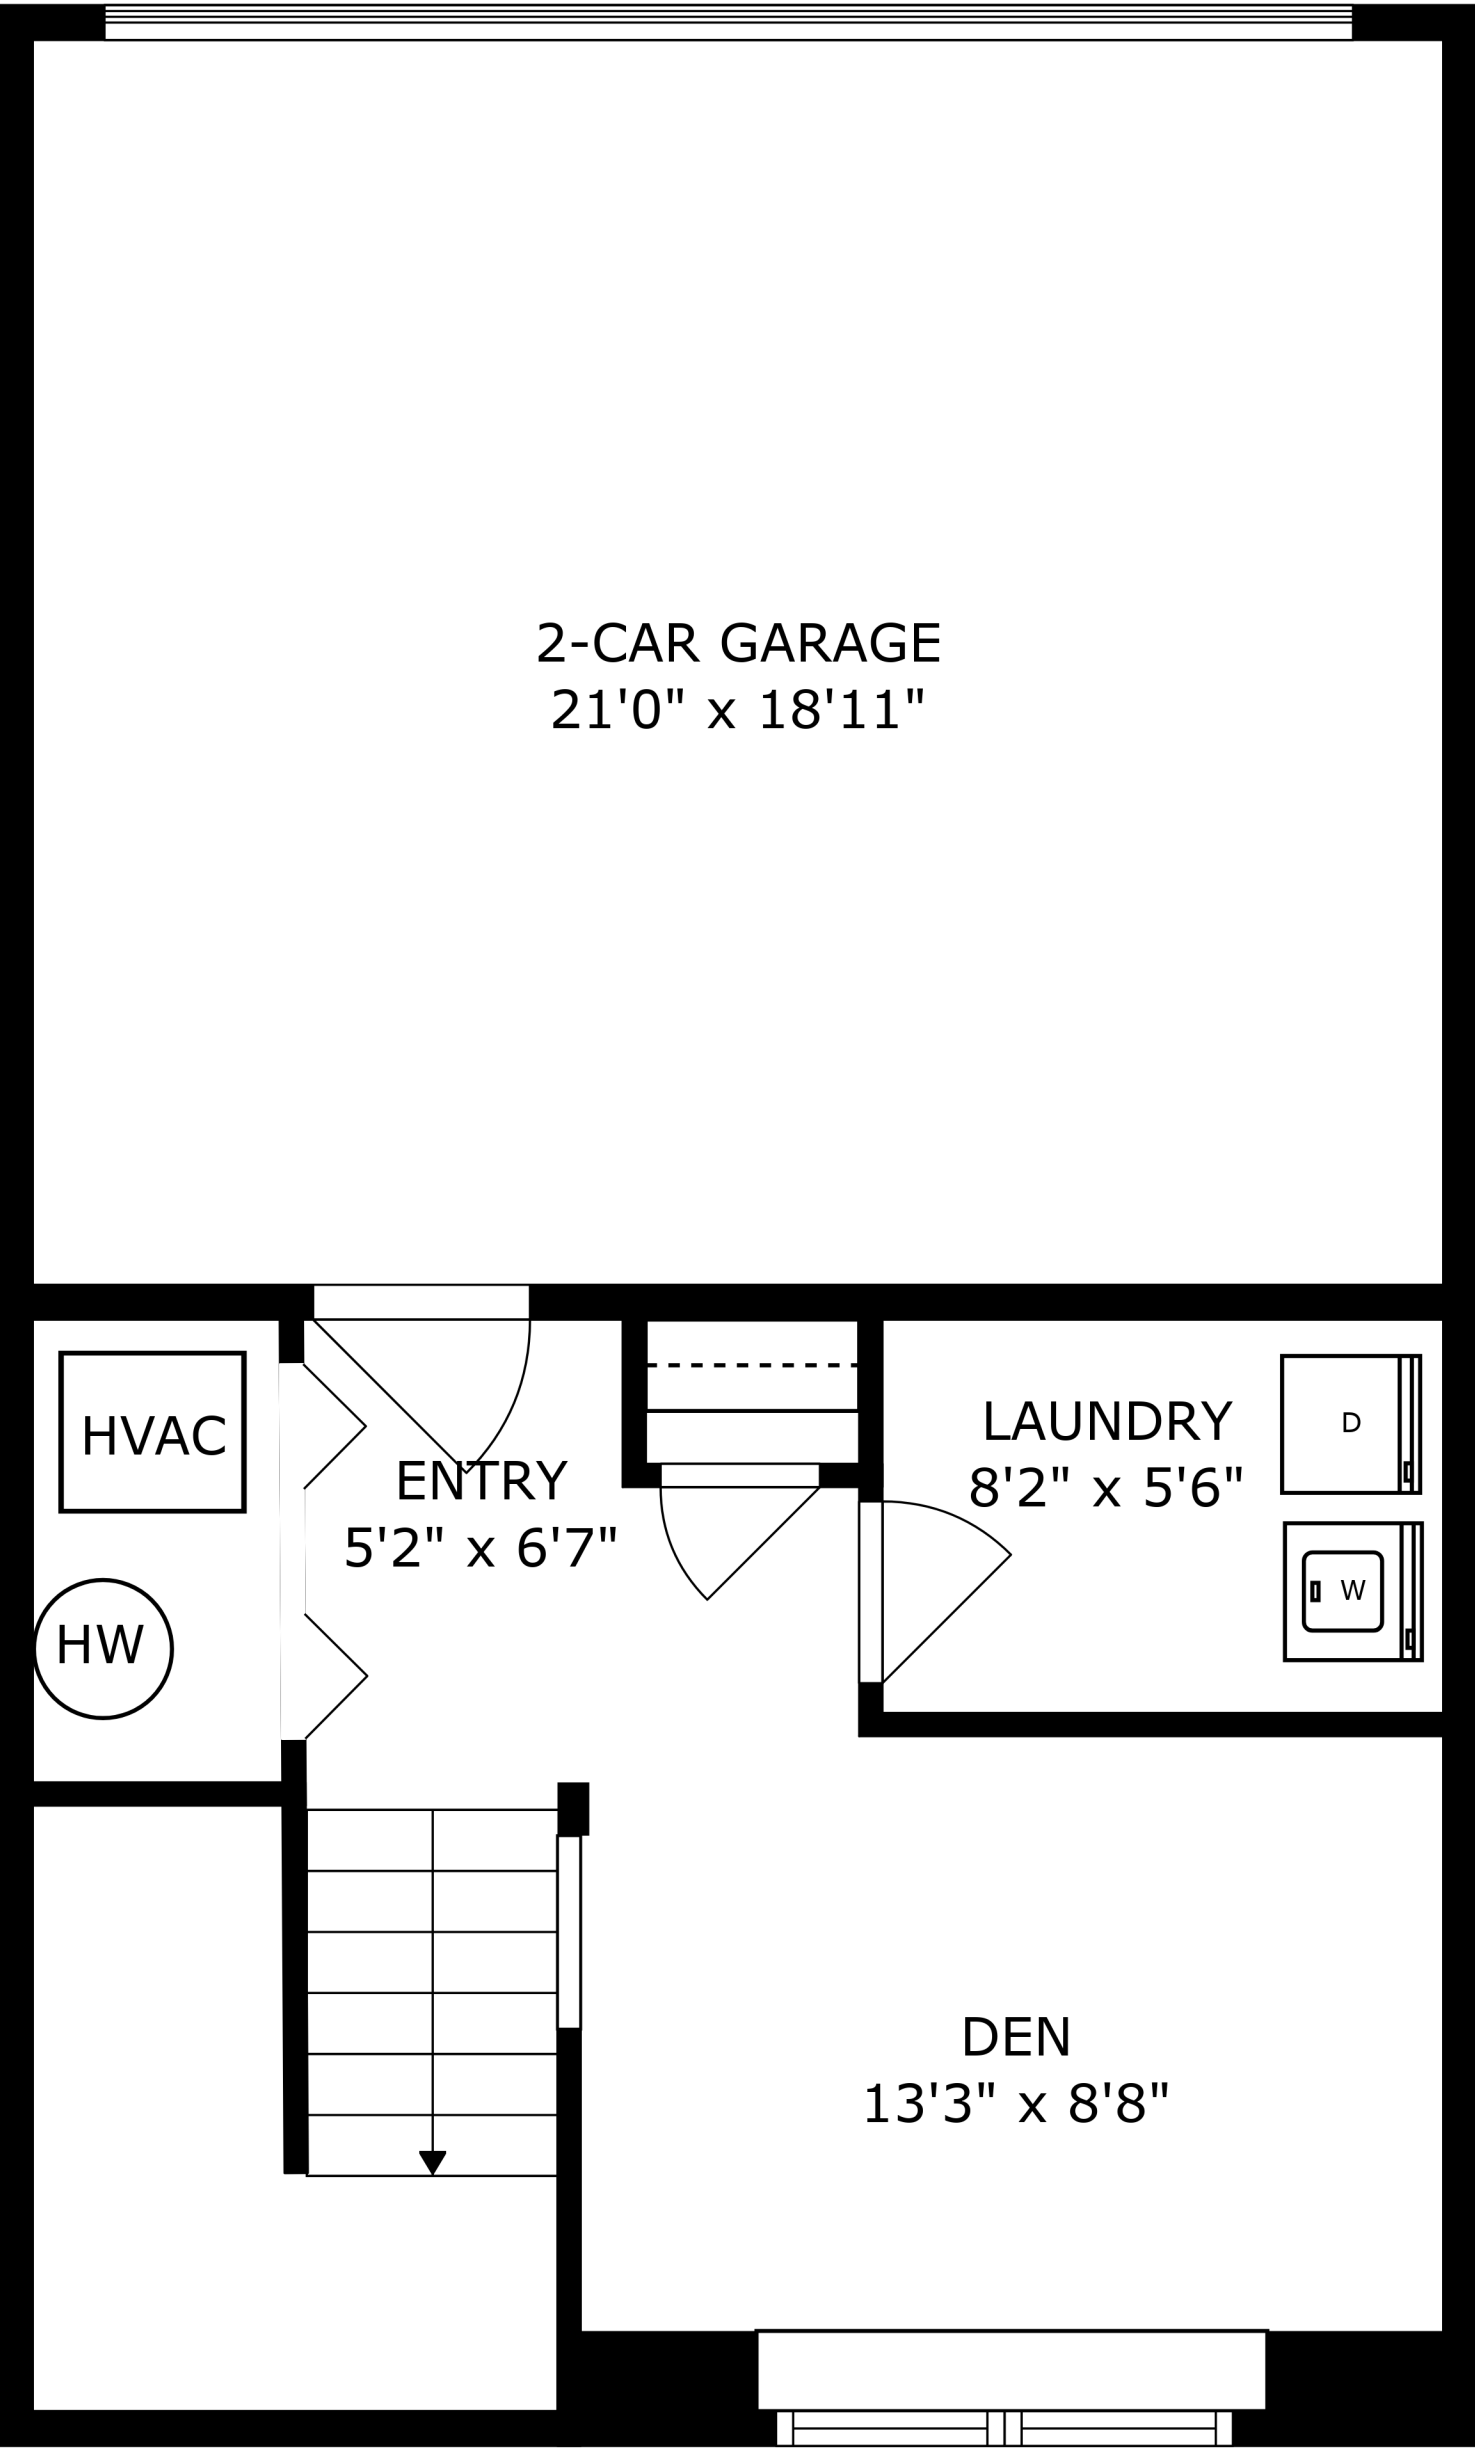 2-CAR GARAGE
21'0" x 18'11"
HVAC
ENTRY
5'2" x 6'7"
LAUNDRY
8'2" x 5'6"
D
W
HW
DEN
13'3" x 8'8"